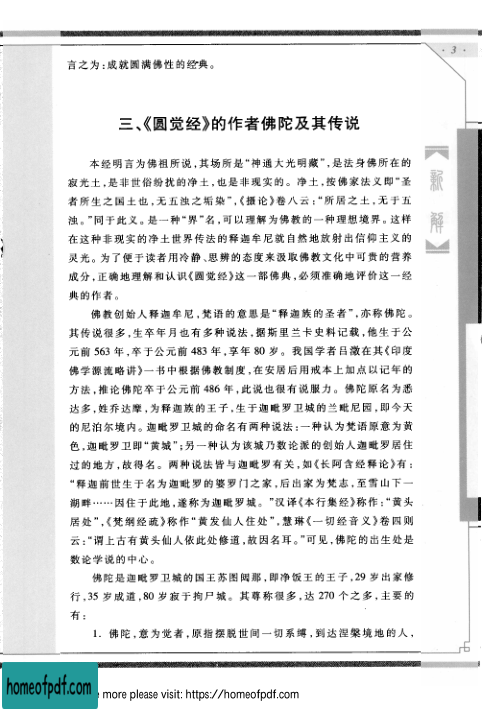 · 3 ·
言之为:成就圆满佛性的经典。
三、《圆觉经》的作者佛陀及其传说
本经明言为佛祖所说,其场所是“神通大光明藏”,是法身佛所在的
寂光土,是非世俗纷扰的净土,也是非现实的。净土,按佛家法义即“圣
者所生之国土也,无五浊之垢染”,《摄论》卷八云:“所居之土,无于五
浊。”同于此义。是一种“界”名,可以理解为佛教的一种理想境界。这样
在这种非现实的净土世界传法的释迦牟尼就自然地放射出信仰主义的
灵光。为了便于读者用冷静、思辨的态度来汲取佛教文化中可贵的营养
成分,正确地理解和认识《圆觉经》这一部佛典,必须准确地评价这一经
典的作者。
佛教创始人释迦牟尼,梵语的意思是“释迦族的圣者”,亦称佛陀。
其传说很多,生卒年月也有多种说法,据斯里兰卡史料记载,他生于公
元前 563 年,卒于公元前 483 年,享年 80 岁。我国学者吕澂在其《印度
佛学源流略讲》一书中根据佛教制度,在安居后用戒本上加点以记年的
方法,推论佛陀卒于公元前 486 年,此说也很有说服力。佛陀原名为悉
达多,姓乔达摩,为释迦族的王子,生于迦毗罗卫城的兰毗尼园,即今天
的尼泊尔境内。迦毗罗卫城的命名有两种说法:一种认为梵语原意为黄
色,迦毗罗卫即“黄城”;另一种认为该城乃数论派的创始人迦毗罗居住
过的地方,故得名。两种说法皆与迦毗罗有关,如《长阿含经释论》有:
“释迦前世生于名为迦毗罗的婆罗门之家,后出家为梵志,至雪山下一
湖畔……因住于此地,遂称为迦毗罗城。”汉译《本行集经》称作:“黄头
居处”,《梵纲经疏》称作“黄发仙人住处”,慧琳《一切经音义》卷四则
云:“谓上古有黄头仙人依此处修道,故因名耳。”可见,佛陀的出生处是
数论学说的中心。
佛陀是迦毗罗卫城的国王苏图阅那,即净饭王的王子,29 岁出家修
行,35 岁成道,80 岁寂于拘尸城。其尊称很多,达 270 个之多,主要的
有:
1. 佛陀,意为觉者,原指摆脱世间一切系缚,到达涅槃境地的人,
新
解
homeofpdf.com
more please visit: https://homeofpdf.com